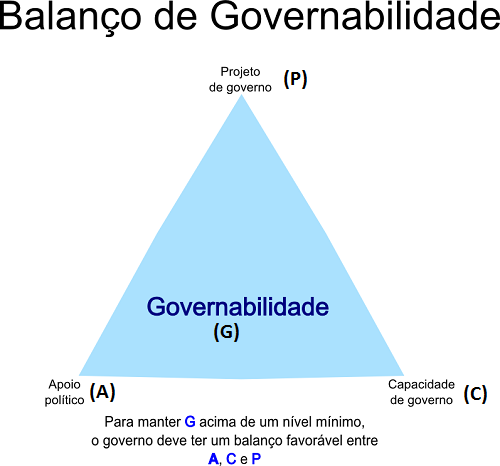 Balanço de Governabilidade
Projeto
de governo
(P)
Governabilidade
(G)
Apoio
político
(A)
Capacidade
de governo
(C)
Para manter G acima de um nível mínimo,
o governo deve ter um balanço favorável entre
A, C e P